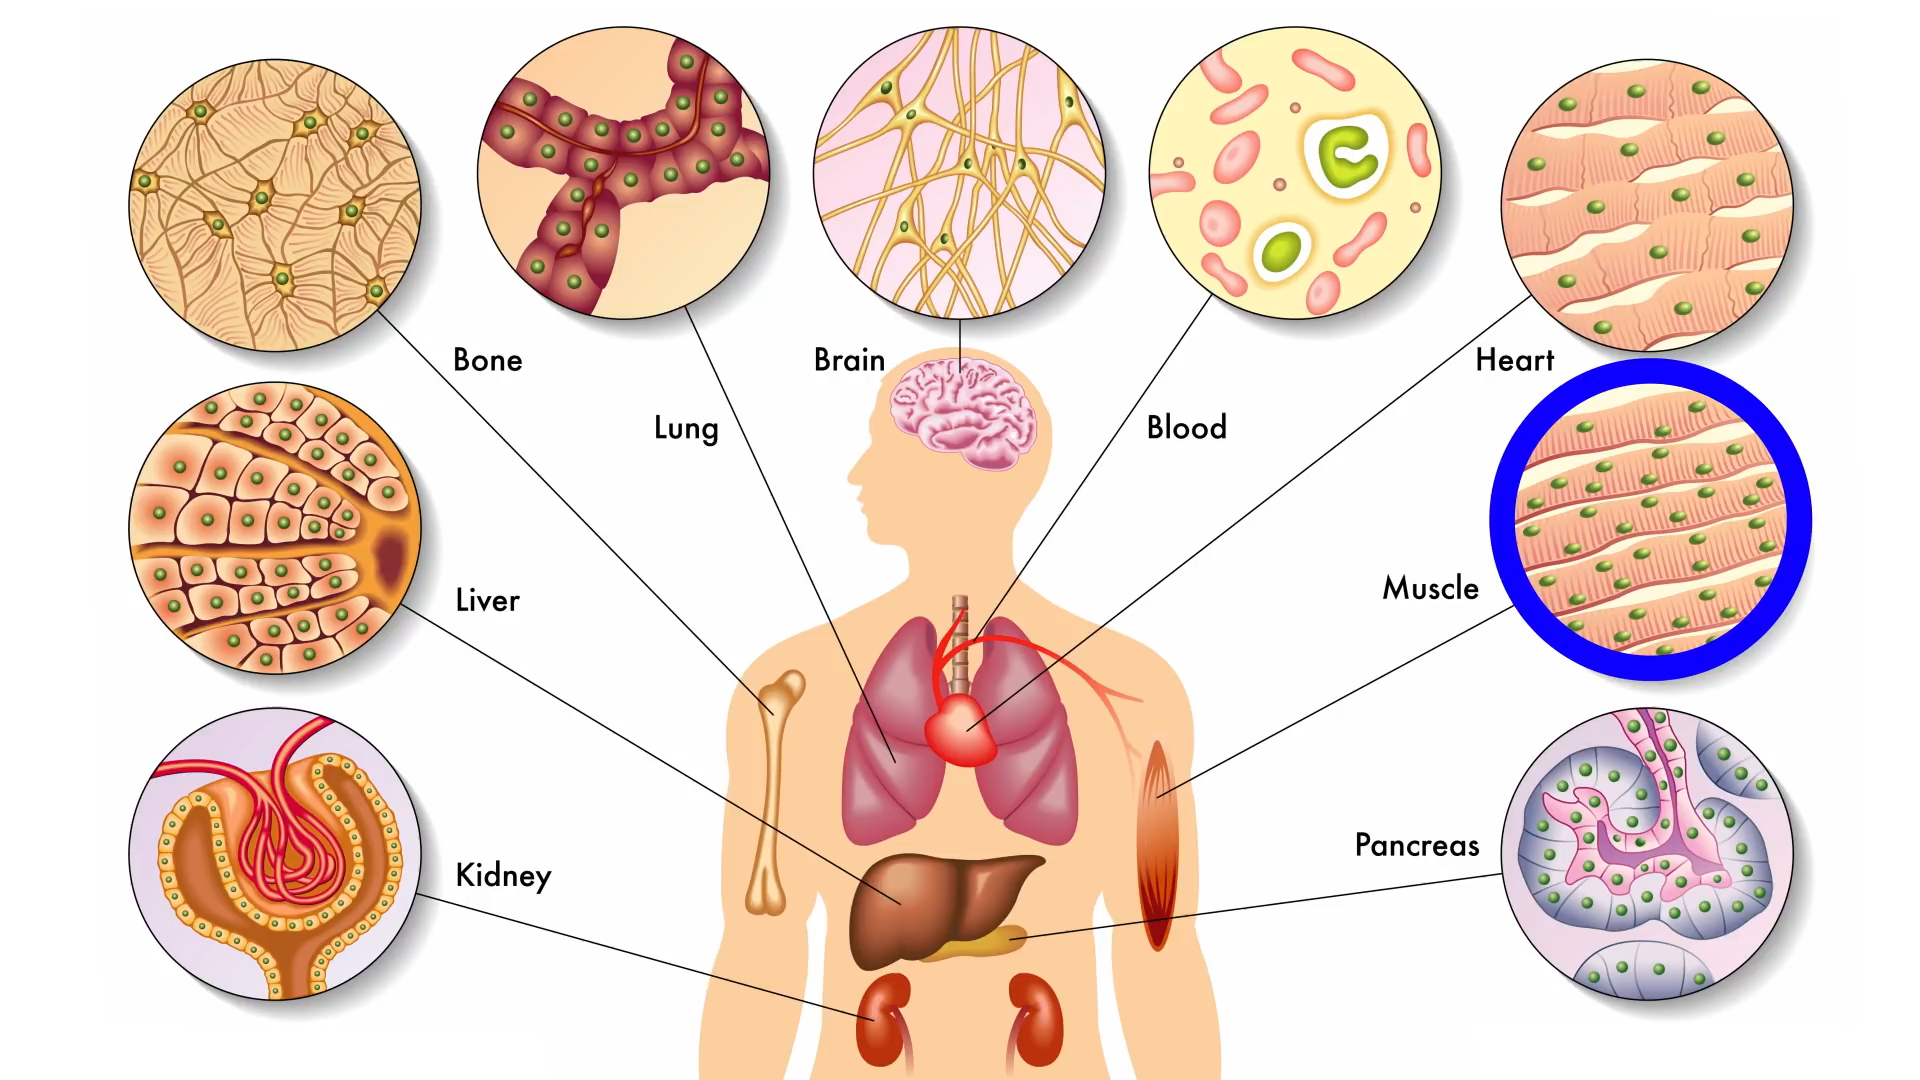 Bone
Brain
Heart
Lung
Blood
Muscle
Liver
Pancreas
Kidney